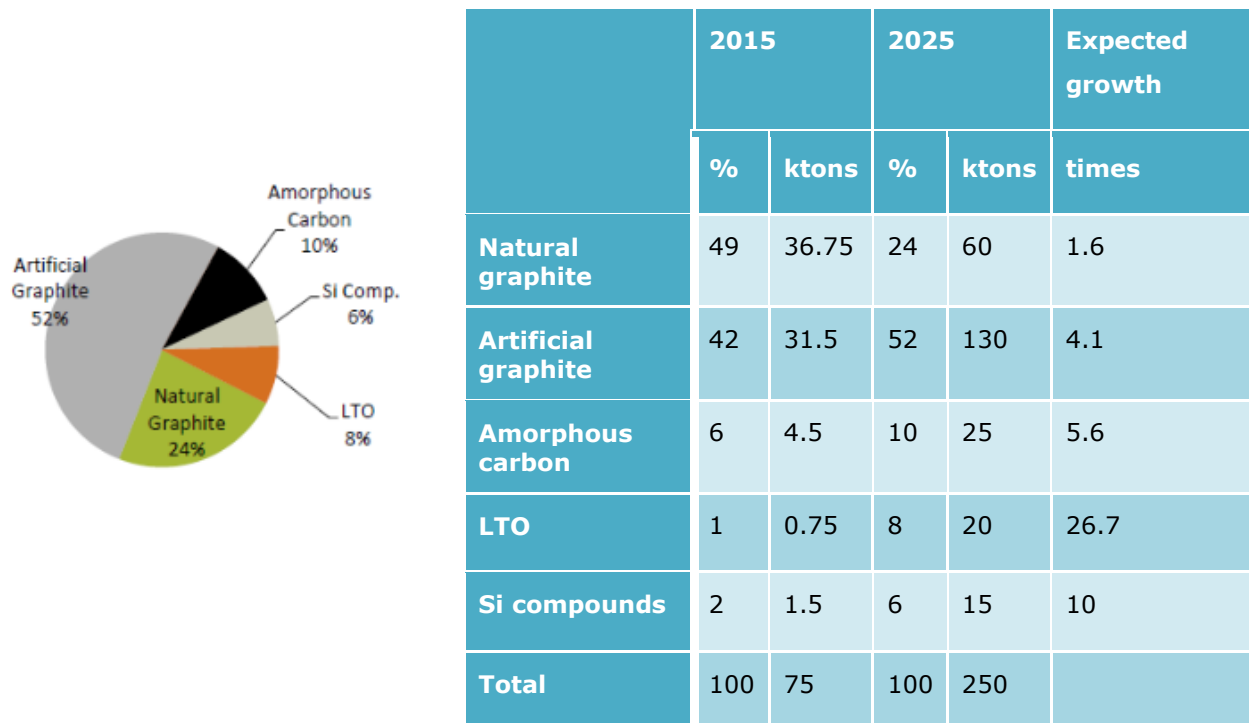 Amorphous
Carbon
10%
Artificial
Graphite
52%
Si Comp.
6%
Natural
Graphite
24%
LTO
8%
2015 2025 Expected
growth
% ktons % ktons times
Natural
graphite 49 36.75 24 60 1.6
Artificial
graphite 42 31.5 52 130 4.1
Amorphous
carbon 6 4.5 10 25 5.6
LTO 1 0.75 8 20 26.7
Si compounds 2 1.5 6 15 10
Total 100 75 100 250